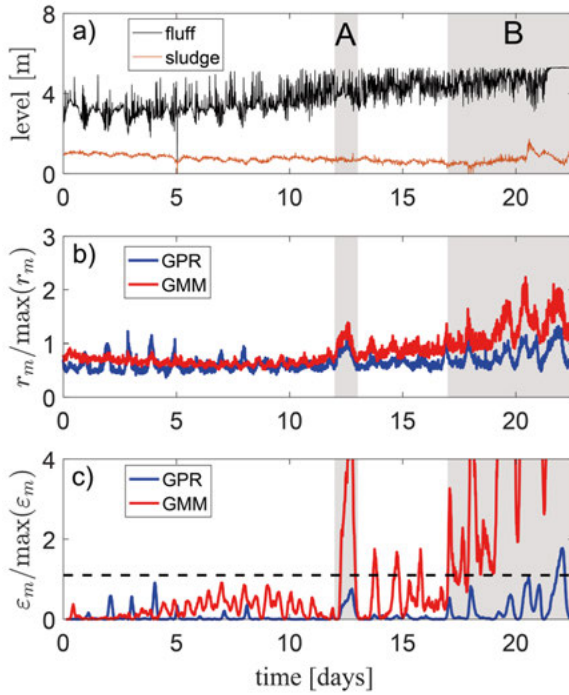 a)
fluff
sludge
A
B
level [m]
8
4
0
0
5
10
15
20
b)
GPR
GMM
r_m/max(r_m)
3
2
1
0
0
5
10
15
20
c)
GPR
GMM
ε_m/max(ε_m)
4
2
0
0
5
10
15
20
time [days]